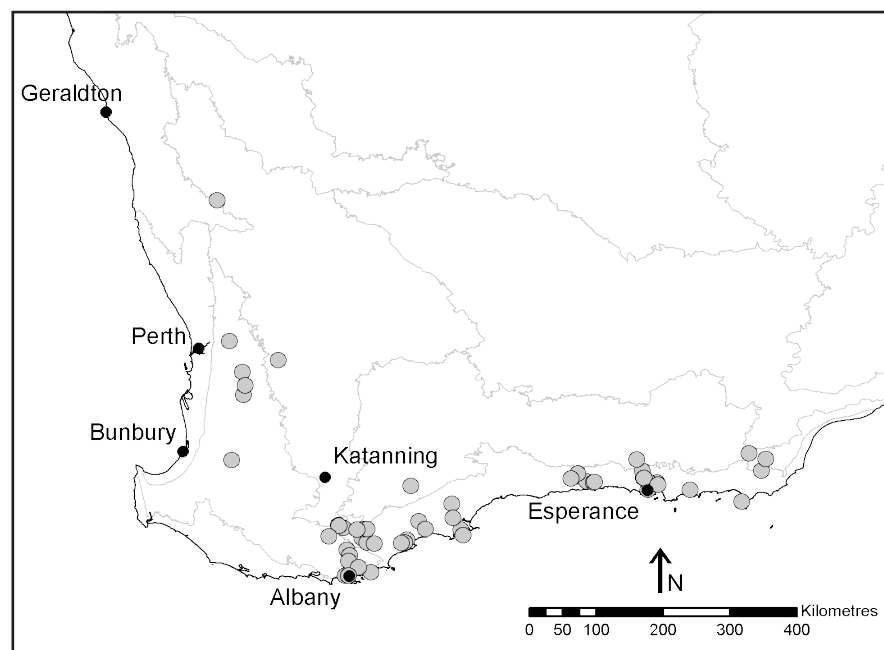 Geraldton
Perth
Bunbury
Katanning
Esperance
Albany
N
Kilometres
0 50 100 200 300 400